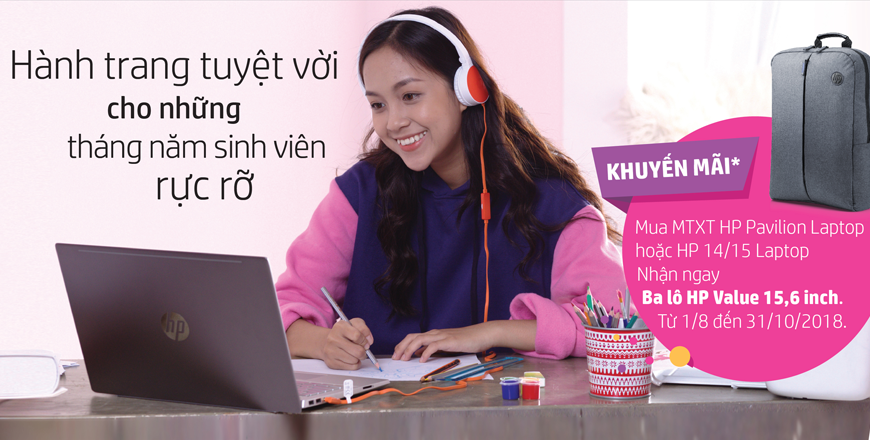 Hành trang tuyệt vời
cho những
tháng năm sinh viên
rực rỡ
KHUYẾN MÃI*
Mua MTXT HP Pavilion Laptop
hoặc HP 14/15 Laptop
Nhận ngay
Ba lô HP Value 15,6 inch.
Từ 1/8 đến 31/10/2018.
hp
hp